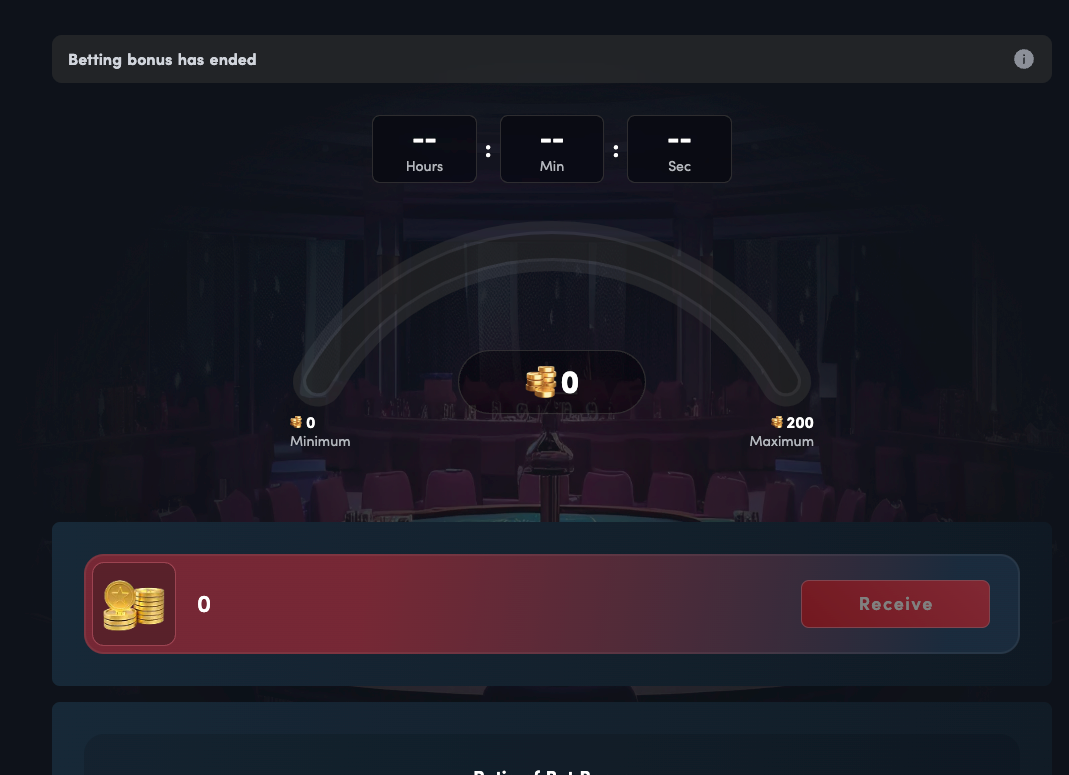 Betting bonus has ended
-- : -- : --
Hours Min Sec
0
0 200
Minimum Maximum
0 Receive